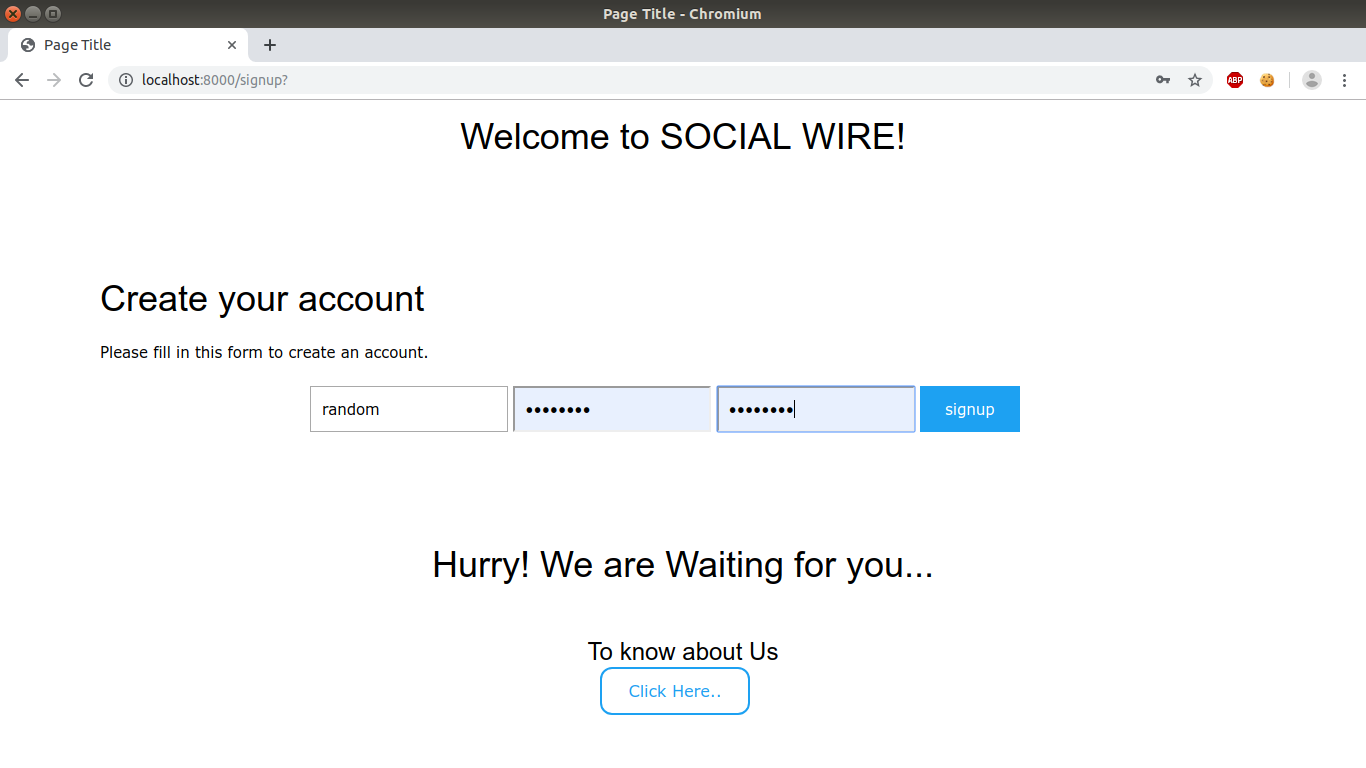 Page Title - Chromium
Page Title
localhost:8000/signup?
ABP
Welcome to SOCIAL WIRE!
Create your account
Please fill in this form to create an account.
random •••••••• •••••••• signup
Hurry! We are Waiting for you...
To know about Us
Click Here..